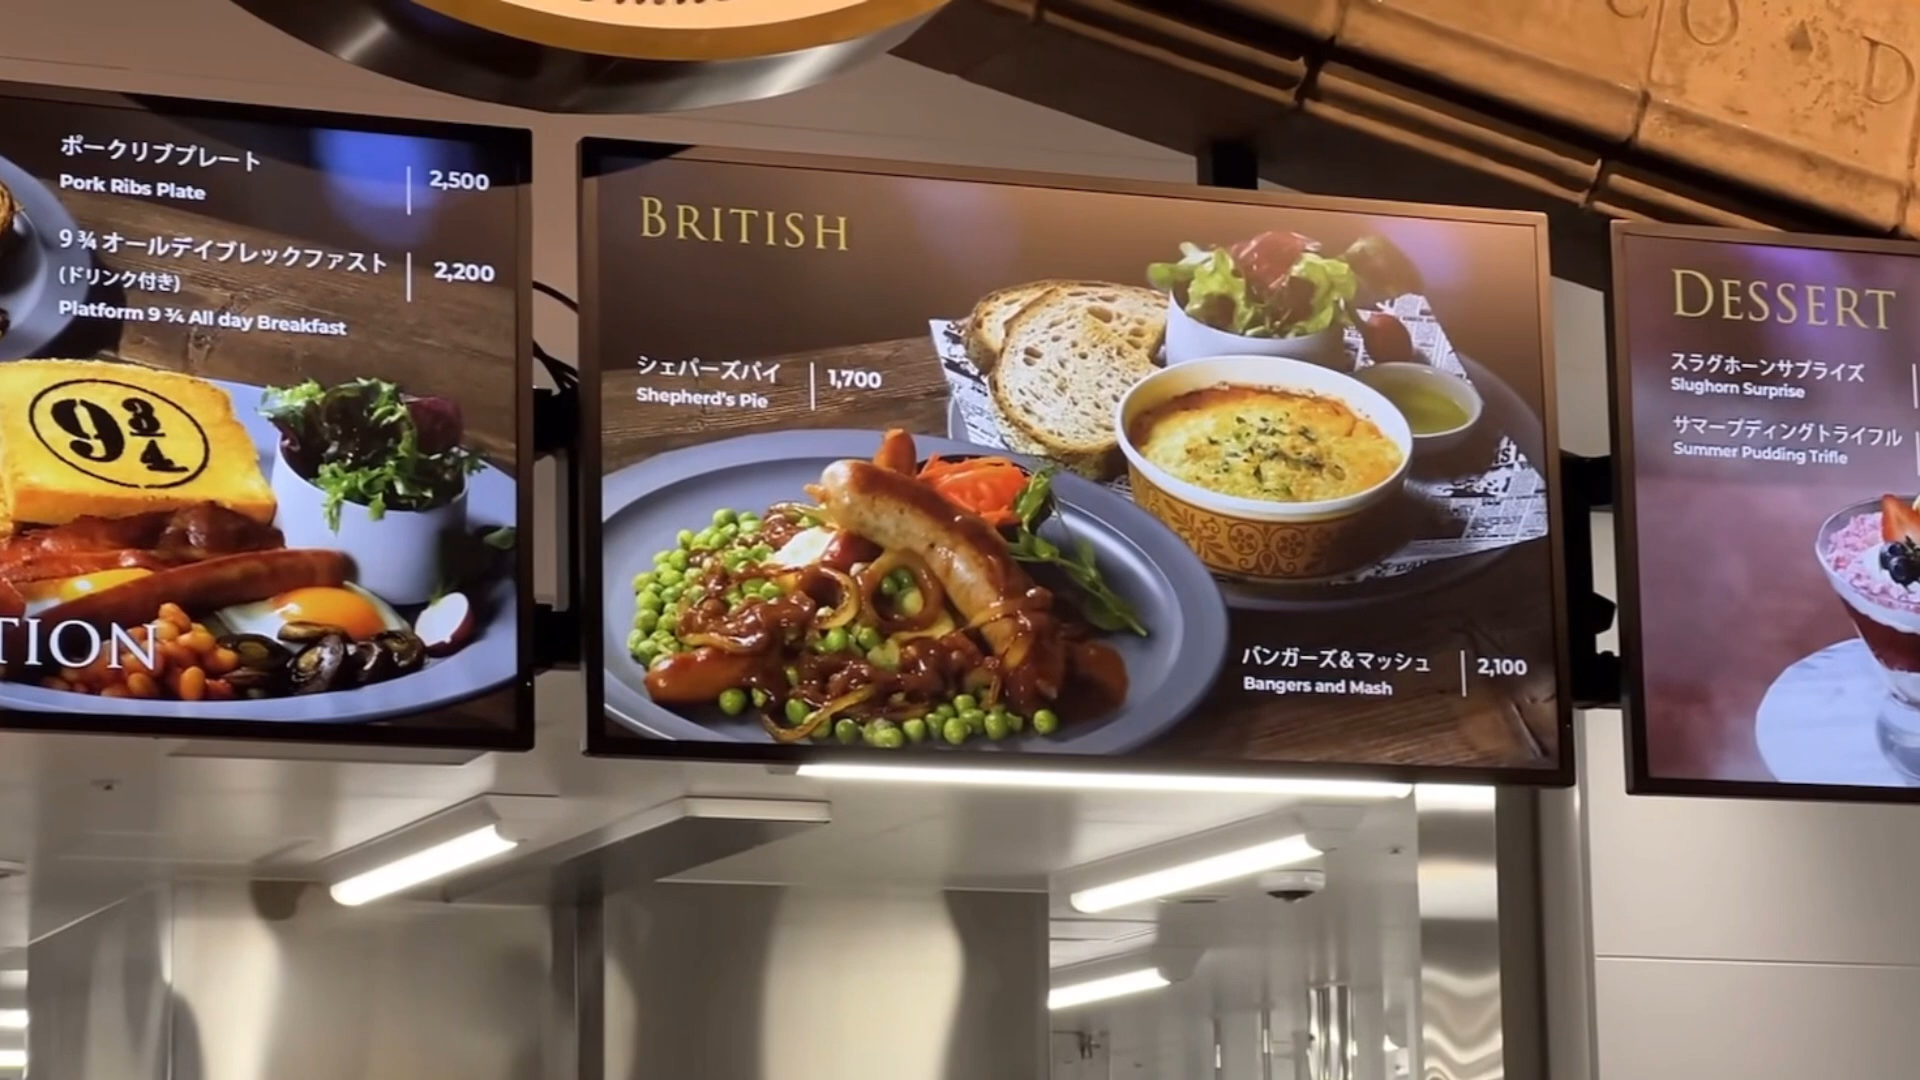 ポークリブプレート
Pork Ribs Plate
2,500
9 ¾ オールデイブレックファスト
(ドリンク付き)
Platform 9 ¾ All day Breakfast
2,200
9 3/4
TION
BRITISH
シェパーズパイ
Shepherd's Pie
1,700
バンガーズ&マッシュ
Bangers and Mash
2,100
DESSERT
スラグホーンサプライズ
Slughorn Surprise
サマープディングトライフル
Summer Pudding Trifle